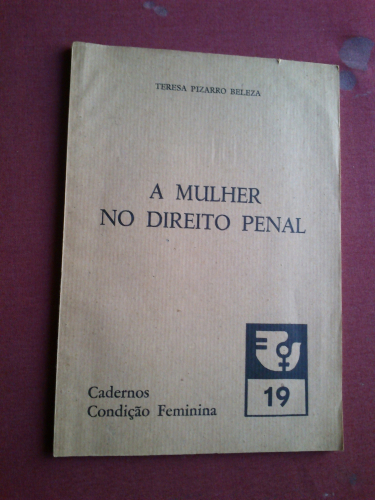 TERESA PIZARRO BELEZA
A MULHER
NO DIREITO PENAL
Cadernos
Condição Feminina
19